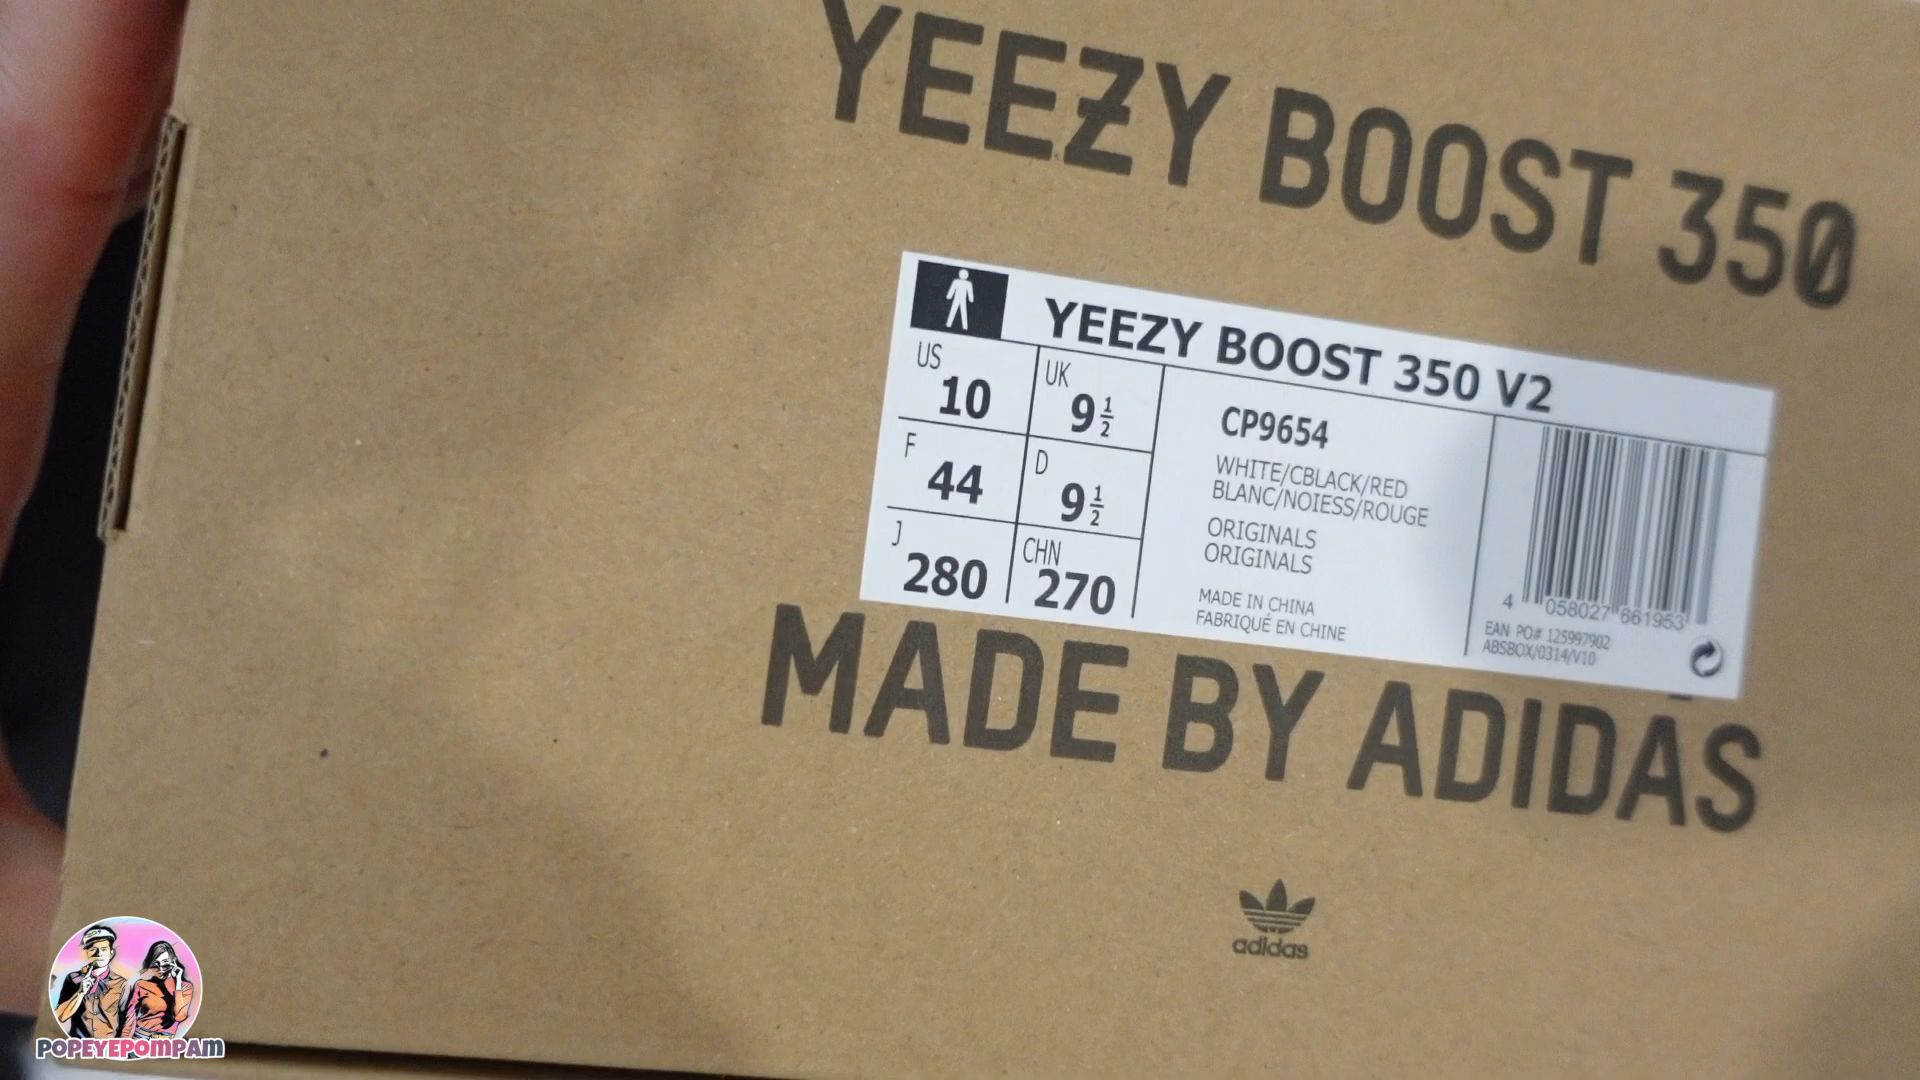 YEEZY BOOST 350
YEEZY BOOST 350 V2
US 10
UK 9 1/2
F 44
D 9 1/2
J 280
CHN 270
CP9654
WHITE/CBLACK/RED
BLANC/NOIESS/ROUGE
ORIGINALS
ORIGINALS
MADE IN CHINA
FABRIQUÉ EN CHINE
4 058027 661953
EAN PO# 125997902
ABSBOX/0314/V10
MADE BY ADIDAS
adidas
POPEYEPOMPAM